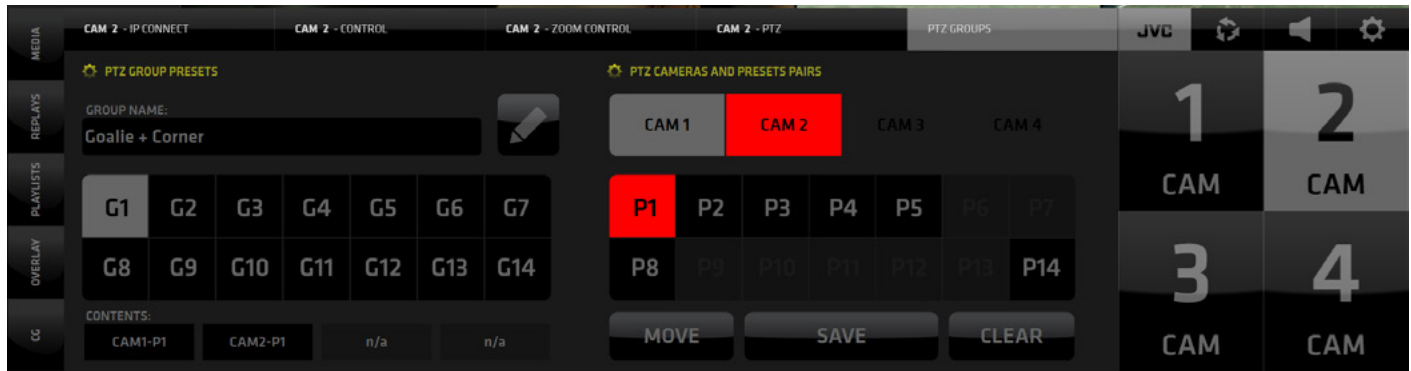 MEDIA
REPLAYS
PLAYLISTS
OVERLAY
CG
CAM 2 - IP CONNECT
CAM 2 - CONTROL
CAM 2 - ZOOM CONTROL
CAM 2 - PTZ
PTZ GROUPS
JVC
PTZ GROUP PRESETS
GROUP NAME:
Goalie + Corner
G1 G2 G3 G4 G5 G6 G7
G8 G9 G10 G11 G12 G13 G14
CONTENTS:
CAM1-P1 CAM2-P1 n/a n/a
PTZ CAMERAS AND PRESETS PAIRS
CAM 1 CAM 2 CAM 3 CAM 4
P1 P2 P3 P4 P5 P6 P7
P8 P9 P10 P11 P12 P13 P14
MOVE SAVE CLEAR
1 2
CAM CAM
3 4
CAM CAM